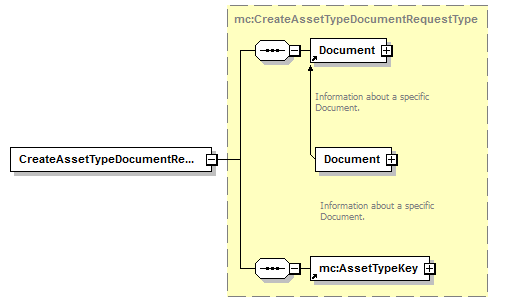 mc:CreateAssetTypeDocumentRequestType
Document
Information about a specific
Document.
CreateAssetTypeDocumentRe...
Document
Information about a specific
Document.
mc:AssetTypeKey